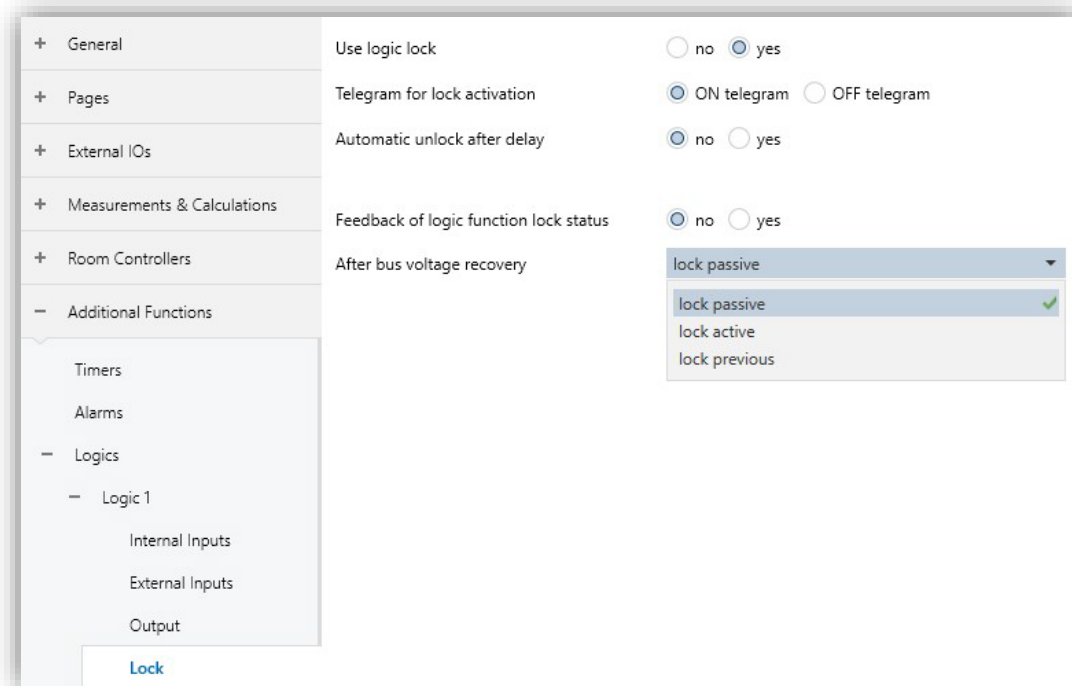 + General
+ Pages
+ External IOs
+ Measurements & Calculations
+ Room Controllers
− Additional Functions
Timers
Alarms
− Logics
− Logic 1
Internal Inputs
External Inputs
Output
Lock
Use logic lock no yes
Telegram for lock activation ON telegram OFF telegram
Automatic unlock after delay no yes
Feedback of logic function lock status no yes
After bus voltage recovery lock passive
lock passive
lock active
lock previous